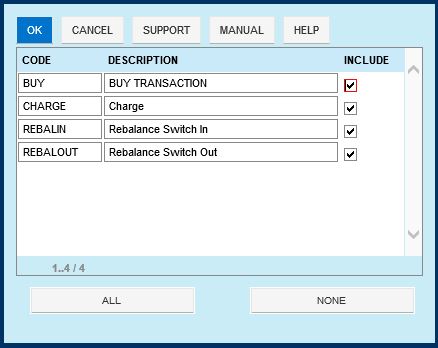 OK CANCEL SUPPORT MANUAL HELP
CODE DESCRIPTION INCLUDE
BUY BUY TRANSACTION
CHARGE Charge
REBALIN Rebalance Switch In
REBALOUT Rebalance Switch Out
1..4 / 4
ALL NONE